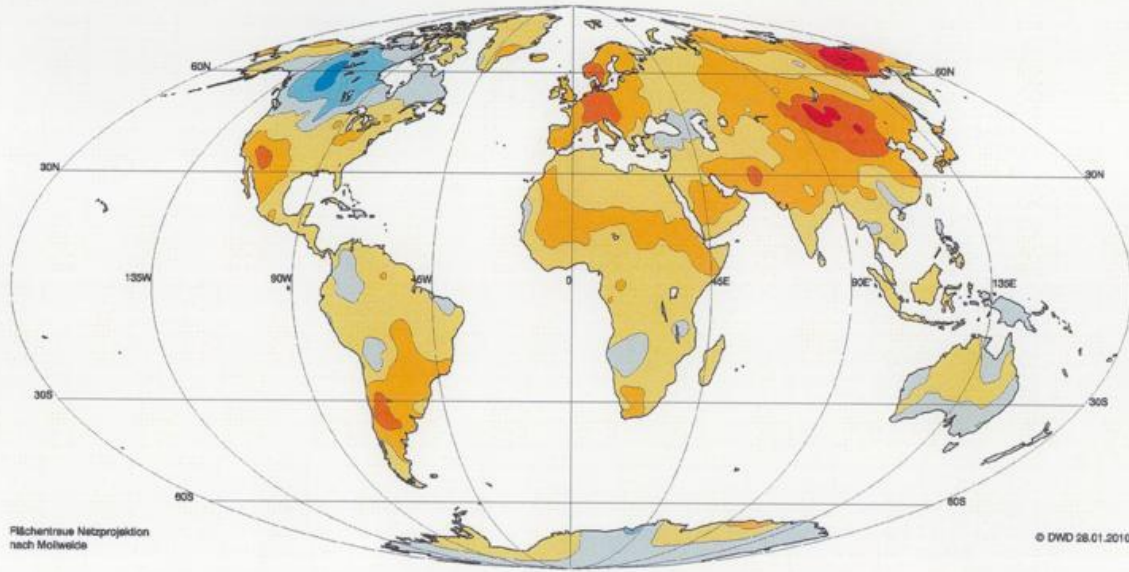 60N
60N
30N
30N
135W
90W
45W
0
45E
90E
135E
30S
30S
60S
60S
Flächentreue Netzprojektion
nach Mollweide
© DWD 28.01.2010